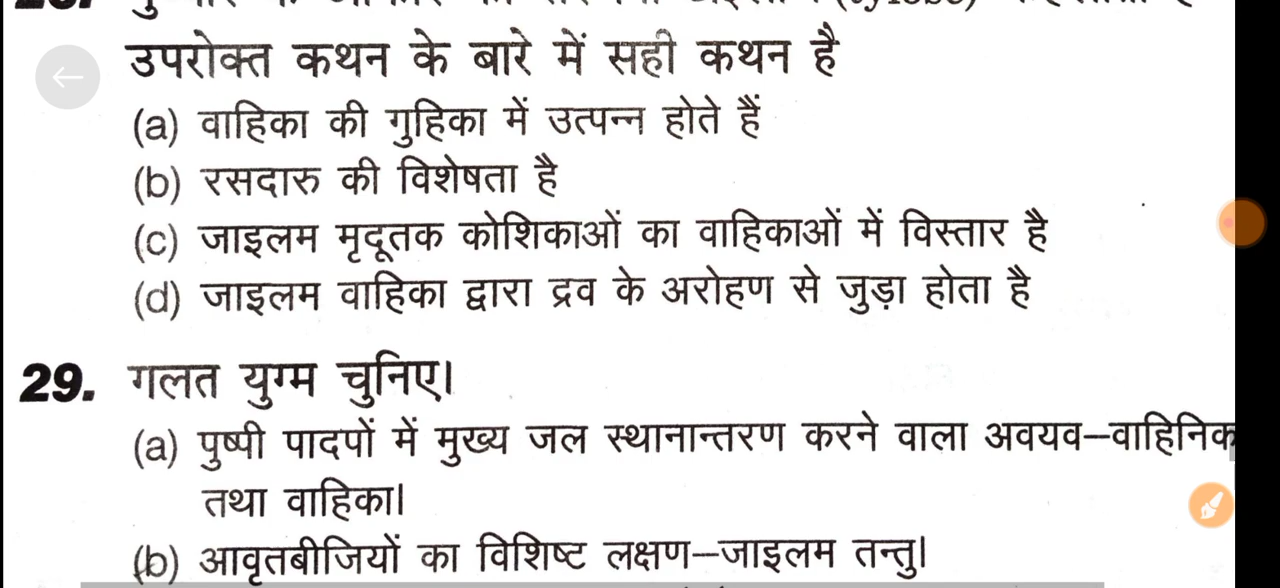 उपरोक्त कथन के बारे में सही कथन है
(a) वाहिका की गुहिका में उत्पन्न होते हैं
(b) रसदारु की विशेषता है
(c) जाइलम मृदूतक कोशिकाओं का वाहिकाओं में विस्तार है
(d) जाइलम वाहिका द्वारा द्रव के अरोहण से जुड़ा होता है
29. गलत युग्म चुनिए।
(a) पुष्पी पादपों में मुख्य जल स्थानान्तरण करने वाला अवयव–वाहिनिक
तथा वाहिका।
(b) आवृतबीजियों का विशिष्ट लक्षण–जाइलम तन्तु।